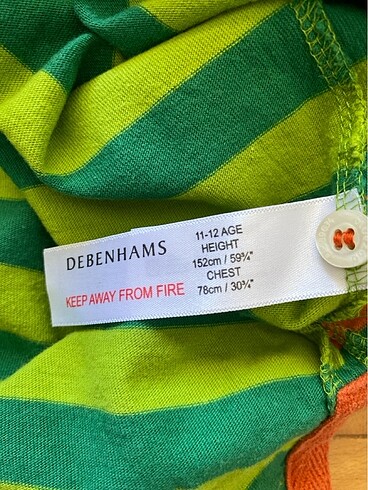 DEBENHAMS
KEEP AWAY FROM FIRE
11-12 AGE
HEIGHT
152cm / 59¾"
CHEST
78cm / 30¾"